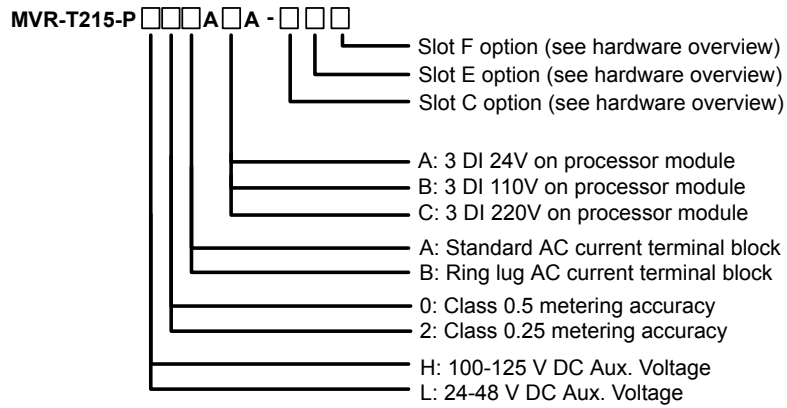 MVR-T215-P □□□A□A - □□□
Slot F option (see hardware overview)
Slot E option (see hardware overview)
Slot C option (see hardware overview)
A: 3 DI 24V on processor module
B: 3 DI 110V on processor module
C: 3 DI 220V on processor module
A: Standard AC current terminal block
B: Ring lug AC current terminal block
0: Class 0.5 metering accuracy
2: Class 0.25 metering accuracy
H: 100-125 V DC Aux. Voltage
L: 24-48 V DC Aux. Voltage